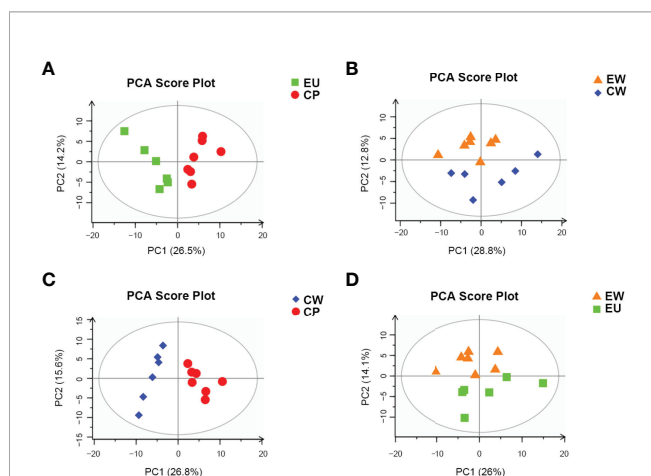 A
PCA Score Plot
EU
CP
PC2 (14.2%)
10
5
0
−5
−10
−20
−10
0
10
20
PC1 (26.5%)
B
PCA Score Plot
EW
CW
PC2 (12.8%)
10
5
0
−5
−10
−20
−10
0
10
20
PC1 (28.8%)
C
PCA Score Plot
CW
CP
PC2 (15.6%)
15
10
5
0
−5
−10
−15
−20
−10
0
10
20
PC1 (26.8%)
D
PCA Score Plot
EW
EU
PC2 (14.1%)
10
5
0
−5
−10
−20
−10
0
10
20
PC1 (26%)